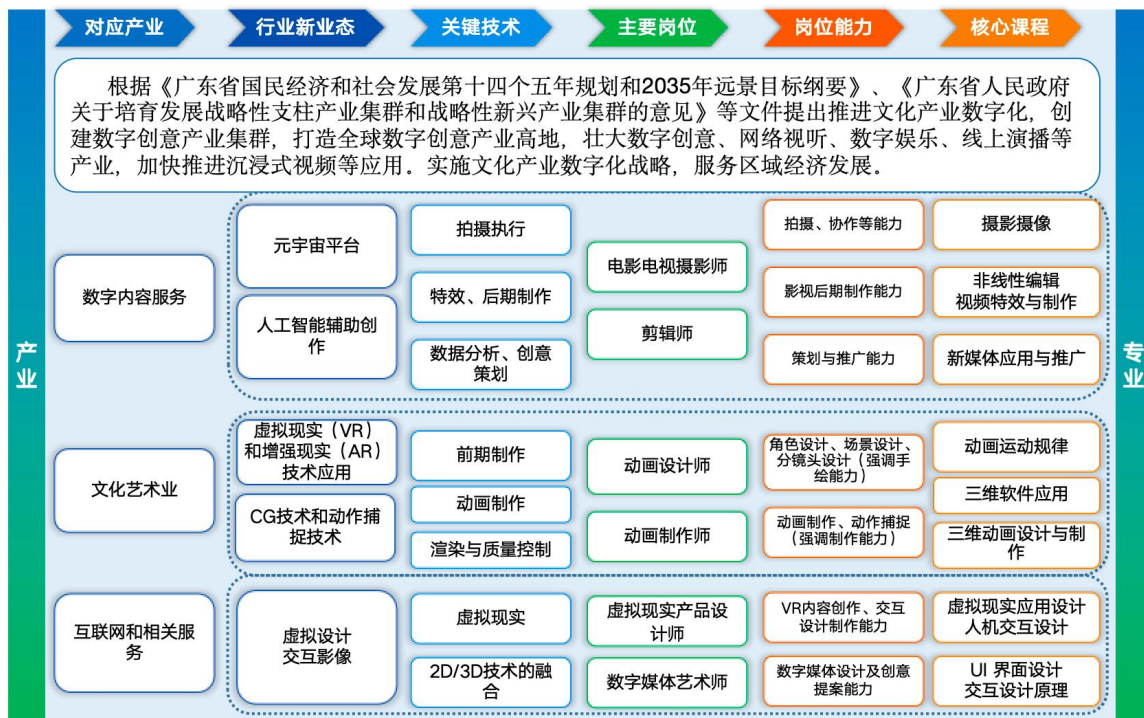 对应产业
行业新业态
关键技术
主要岗位
岗位能力
核心课程
根据《广东省国民经济和社会发展第十四个五年规划和2035年远景目标纲要》、《广东省人民政府
关于培育发展战略性支柱产业集群和战略性新兴产业集群的意见》等文件提出推进文化产业数字化，创
建数字创意产业集群，打造全球数字创意产业高地，壮大数字创意、网络视听、数字娱乐、线上演播等
产业，加快推进沉浸式视频等应用。实施文化产业数字化战略，服务区域经济发展。
产
业
数字内容服务
元宇宙平台
人工智能辅助创
作
拍摄执行
特效、后期制作
数据分析、创意
策划
电影电视摄影师
剪辑师
拍摄、协作等能力
影视后期制作能力
策划与推广能力
摄影摄像
非线性编辑
视频特效与制作
新媒体应用与推广
文化艺术业
虚拟现实（VR）
和增强现实（AR）
技术应用
CG技术和动作捕
捉技术
前期制作
动画制作
渲染与质量控制
动画设计师
动画制作师
角色设计、场景设计、
分镜头设计（强调手
绘能力）
动画制作、动作捕捉
（强调制作能力）
动画运动规律
三维软件应用
三维动画设计与制
作
互联网和相关服
务
虚拟设计
交互影像
虚拟现实
2D/3D技术的融
合
虚拟现实产品设
计师
数字媒体艺术师
VR内容创作、交互
设计制作能力
数字媒体设计及创意
提案能力
虚拟现实应用设计
人机交互设计
UI 界面设计
交互设计原理
专
业